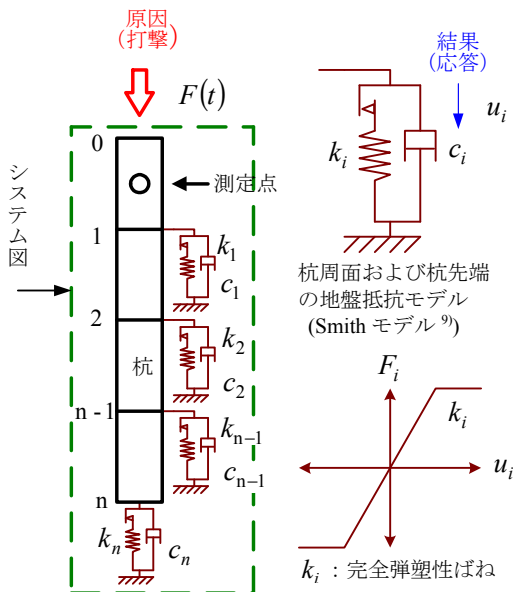 原因
(打撃)
F(t)
0
測定点
システム図
1
k₁
c₁
2
k₂
c₂
杭
n - 1
kₙ₋₁
cₙ₋₁
n
kₙ
cₙ
結果
(応答)
uᵢ
kᵢ
cᵢ
杭周面および杭先端
の地盤抵抗モデル
(Smith モデル ⁹⁾)
Fᵢ
kᵢ
uᵢ
kᵢ : 完全弾塑性ばね